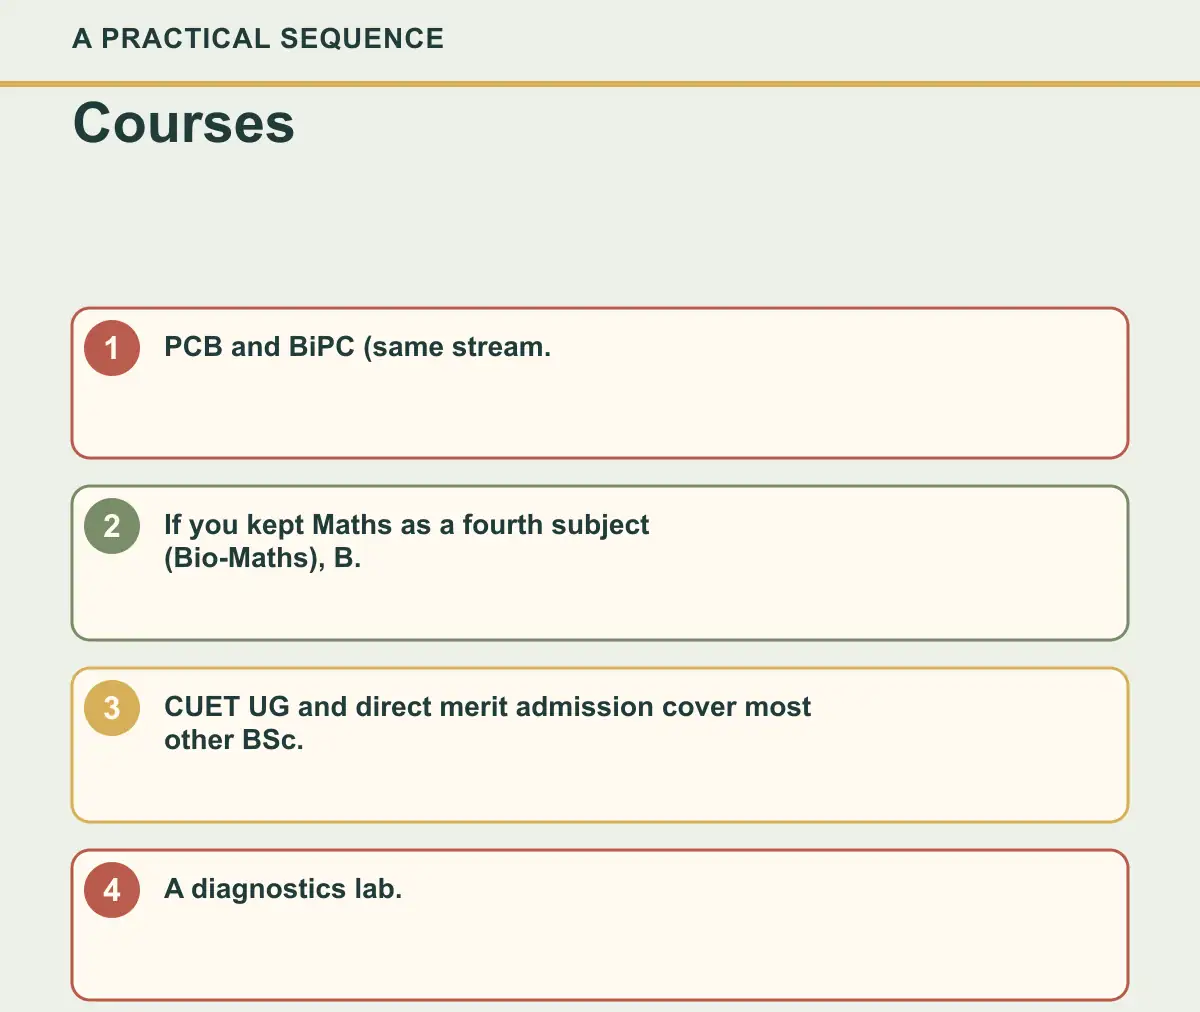 A PRACTICAL SEQUENCE
Courses
1
PCB and BiPC (same stream.
2
If you kept Maths as a fourth subject
(Bio-Maths), B.
3
CUET UG and direct merit admission cover most
other BSc.
4
A diagnostics lab.